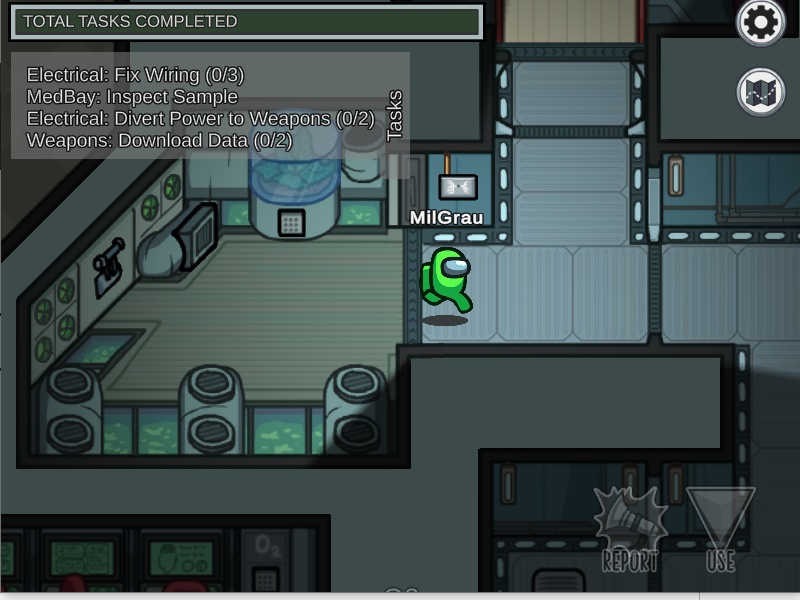 TOTAL TASKS COMPLETED
Electrical: Fix Wiring (0/3)
MedBay: Inspect Sample
Electrical: Divert Power to Weapons (0/2)
Weapons: Download Data (0/2)
Tasks
MilGrau
O₂
REPORT
USE